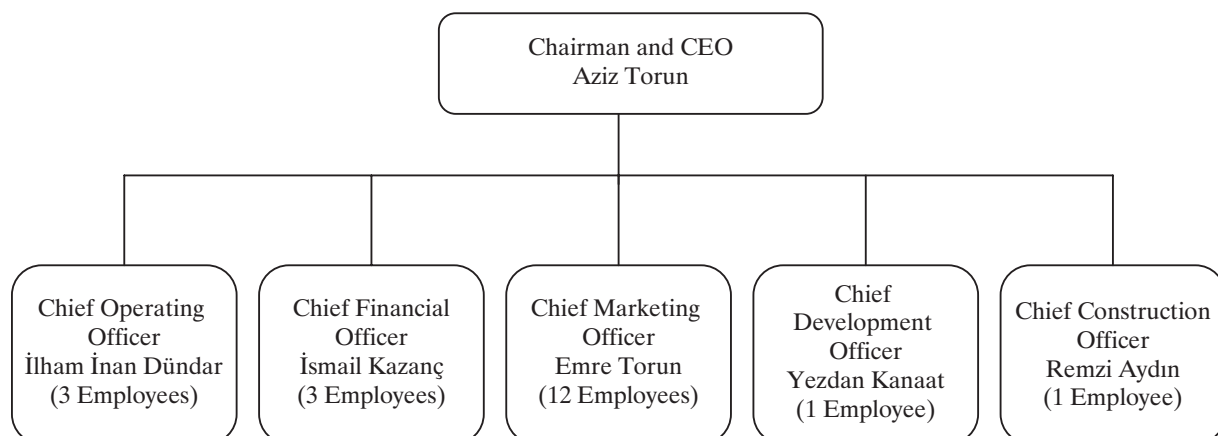 Chairman and CEO
Aziz Torun
Chief Operating
Officer
İlham İnan Dündar
(3 Employees)
Chief Financial
Officer
İsmail Kazanç
(3 Employees)
Chief Marketing
Officer
Emre Torun
(12 Employees)
Chief
Development
Officer
Yezdan Kanaat
(1 Employee)
Chief Construction
Officer
Remzi Aydın
(1 Employee)